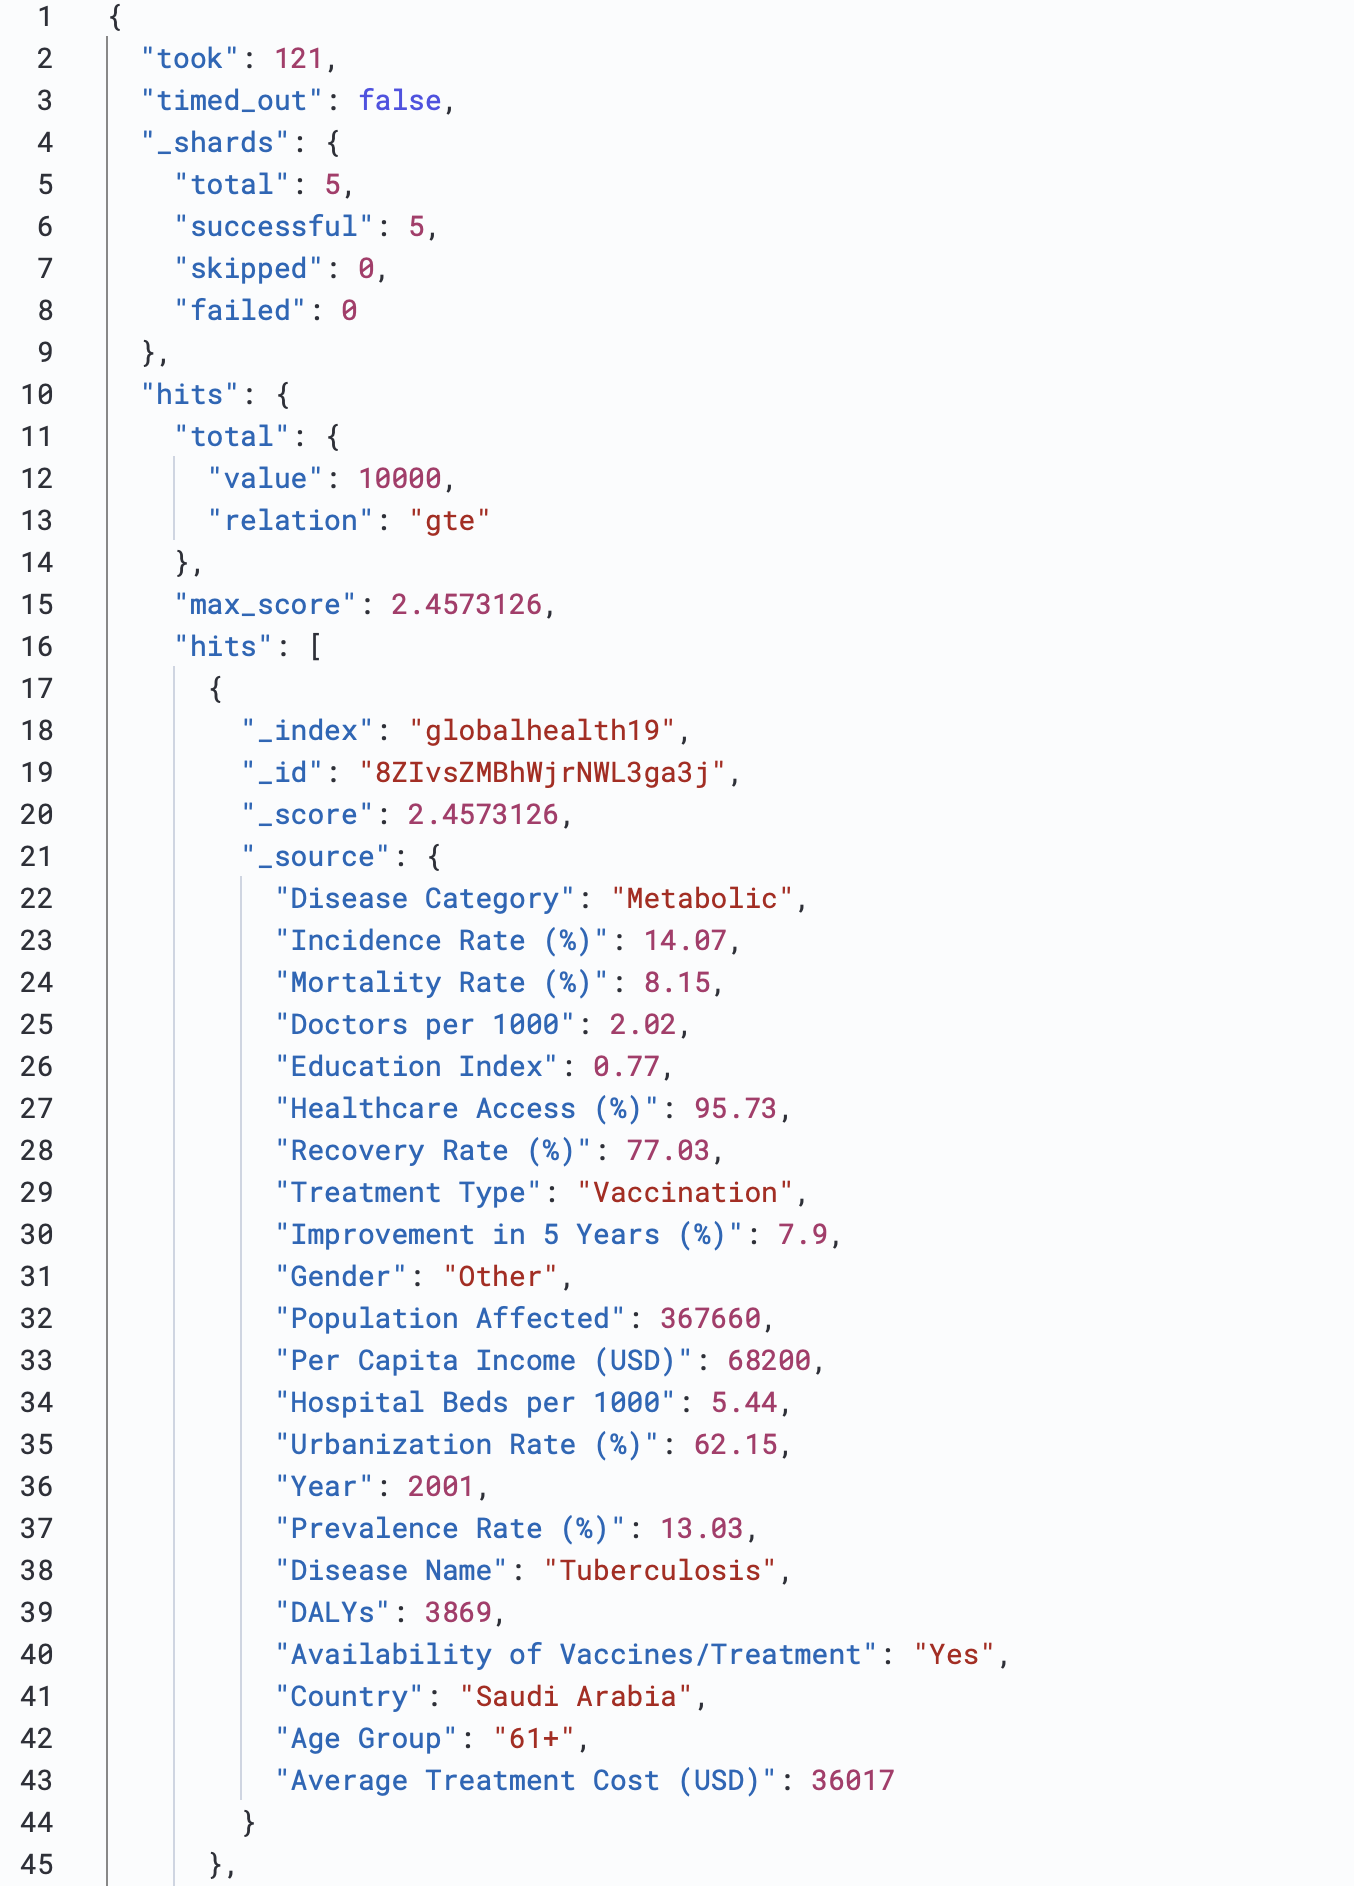 1 {
2 "took": 121,
3 "timed_out": false,
4 "_shards": {
5 "total": 5,
6 "successful": 5,
7 "skipped": 0,
8 "failed": 0
9 },
10 "hits": {
11 "total": {
12 "value": 10000,
13 "relation": "gte"
14 },
15 "max_score": 2.4573126,
16 "hits": [
17 {
18 "_index": "globalhealth19",
19 "_id": "8ZIvsZMBhWjrNWL3ga3j",
20 "_score": 2.4573126,
21 "_source": {
22 "Disease Category": "Metabolic",
23 "Incidence Rate (%)": 14.07,
24 "Mortality Rate (%)": 8.15,
25 "Doctors per 1000": 2.02,
26 "Education Index": 0.77,
27 "Healthcare Access (%)": 95.73,
28 "Recovery Rate (%)": 77.03,
29 "Treatment Type": "Vaccination",
30 "Improvement in 5 Years (%)": 7.9,
31 "Gender": "Other",
32 "Population Affected": 367660,
33 "Per Capita Income (USD)": 68200,
34 "Hospital Beds per 1000": 5.44,
35 "Urbanization Rate (%)": 62.15,
36 "Year": 2001,
37 "Prevalence Rate (%)": 13.03,
38 "Disease Name": "Tuberculosis",
39 "DALYs": 3869,
40 "Availability of Vaccines/Treatment": "Yes",
41 "Country": "Saudi Arabia",
42 "Age Group": "61+",
43 "Average Treatment Cost (USD)": 36017
44 }
45 },